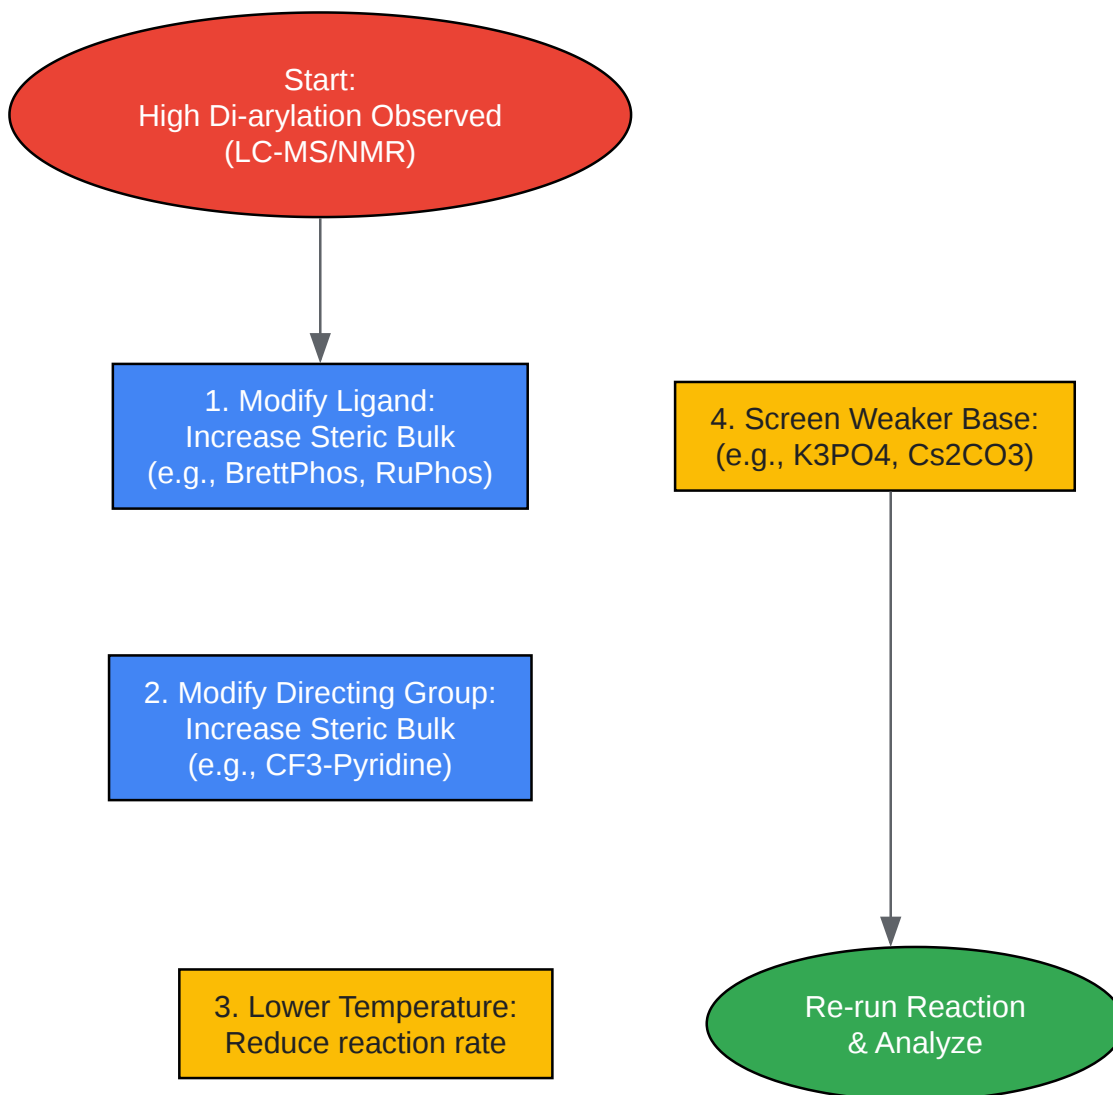 Start:
High Di-arylation Observed
(LC-MS/NMR)
1. Modify Ligand:
Increase Steric Bulk
(e.g., BrettPhos, RuPhos)
2. Modify Directing Group:
Increase Steric Bulk
(e.g., CF3-Pyridine)
3. Lower Temperature:
Reduce reaction rate
4. Screen Weaker Base:
(e.g., K3PO4, Cs2CO3)
Re-run Reaction
& Analyze